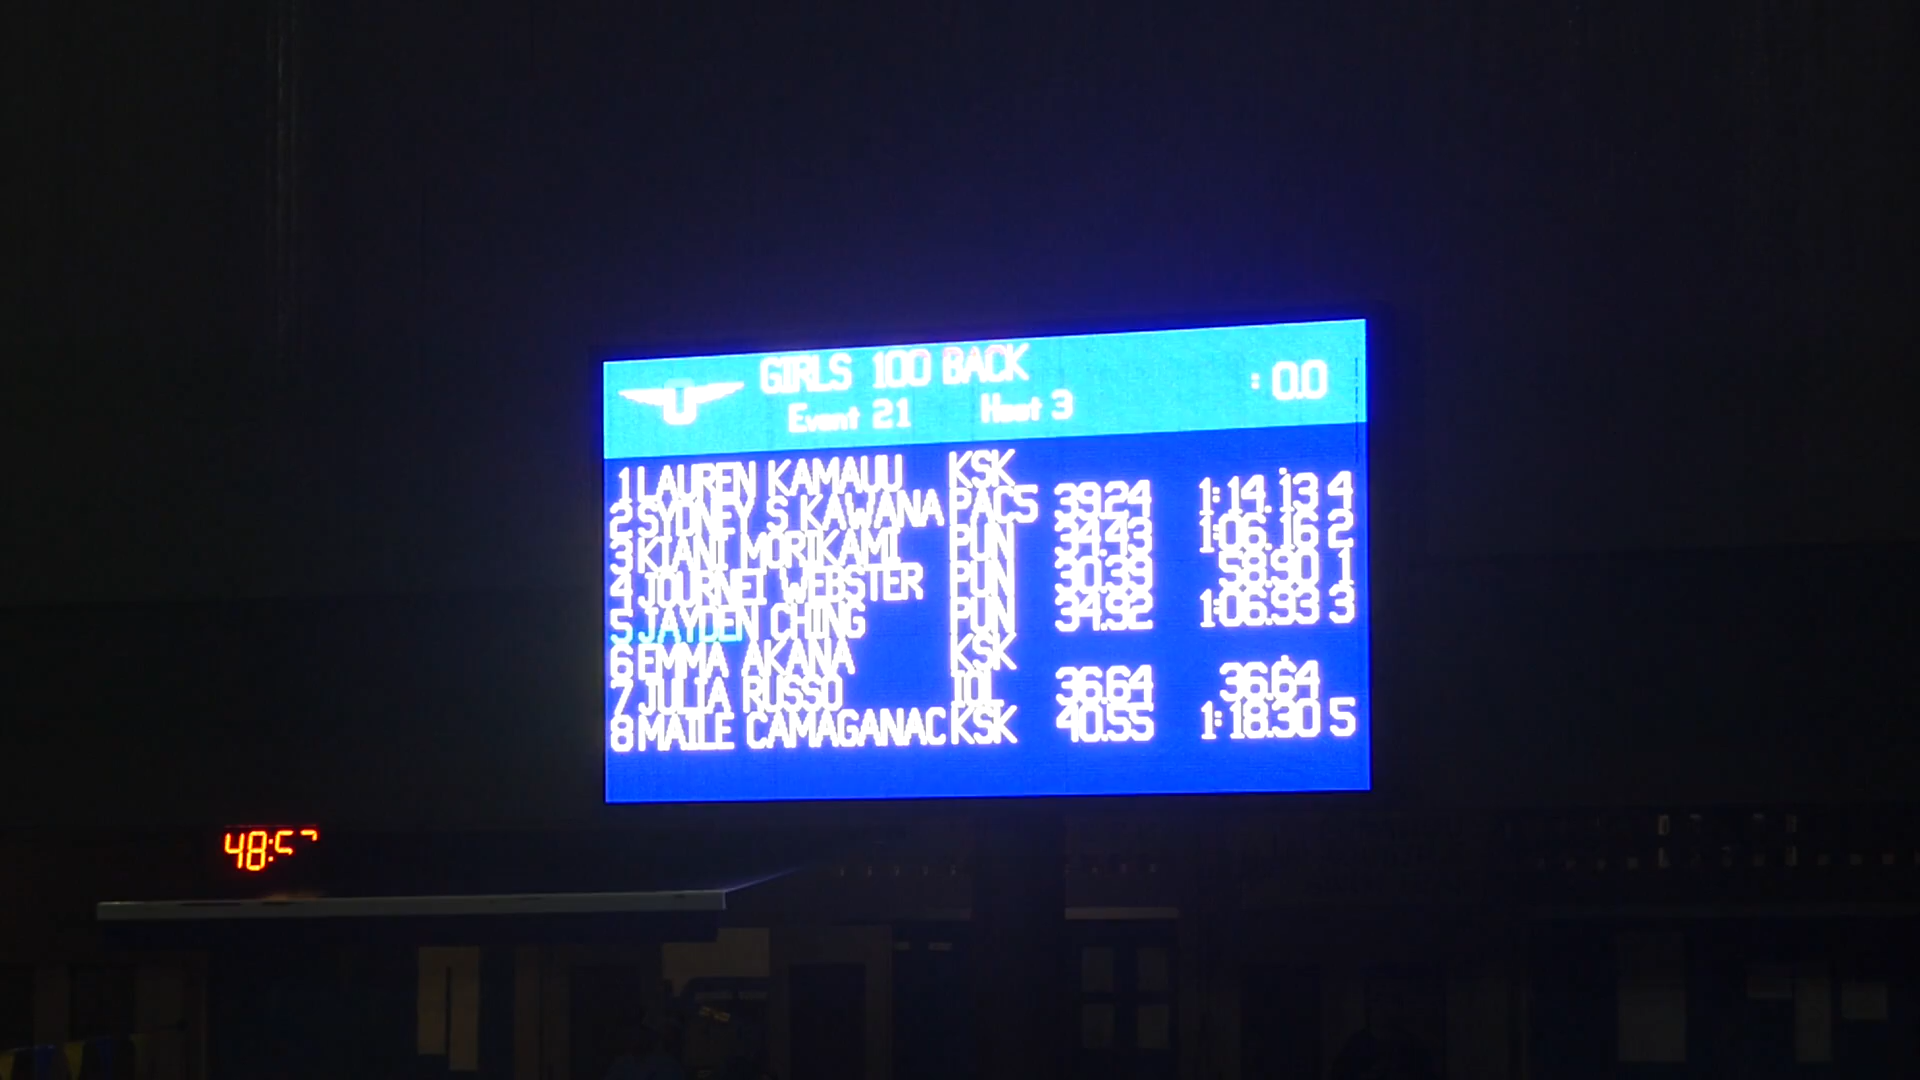 GIRLS 100 BACK
: 0.0
Event 21 Heat 3
1 LAUREN KAMAUU KSK
2 SYDNEY S KAWANA PAC5 39.24 1:14.13 4
3 KIANI MORIKAMI PUN 34.43 1:06.16 2
4 JOURNEI WEBSTER PUN 30.39 58.90 1
5 JAYDEN CHING PUN 34.92 1:06.93 3
6 EMMA AKANA KSK
7 JULIA RUSSO IOL 36.64 36.64
8 MAILE CAMAGANAC KSK 40.55 1:18.30 5